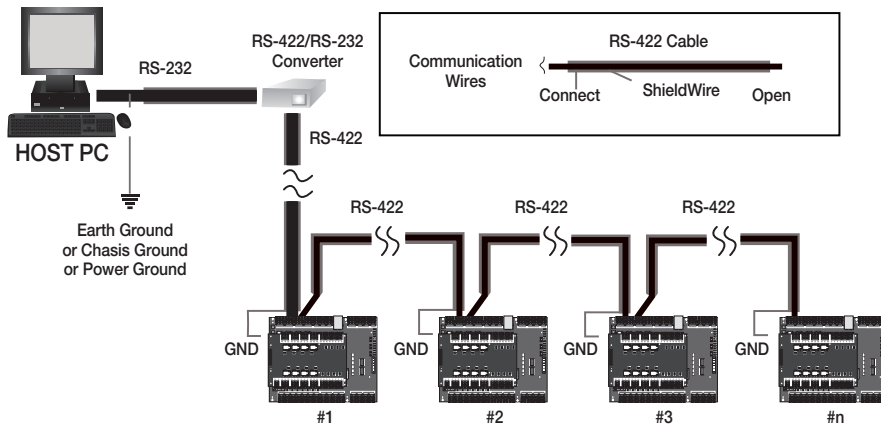 RS-232
RS-422/RS-232
Converter
HOST PC
RS-422 Cable
Communication
Wires
Connect
ShieldWire
Open
RS-422
Earth Ground
or Chasis Ground
or Power Ground
RS-422
RS-422
RS-422
GND
GND
GND
GND
#1
#2
#3
#n